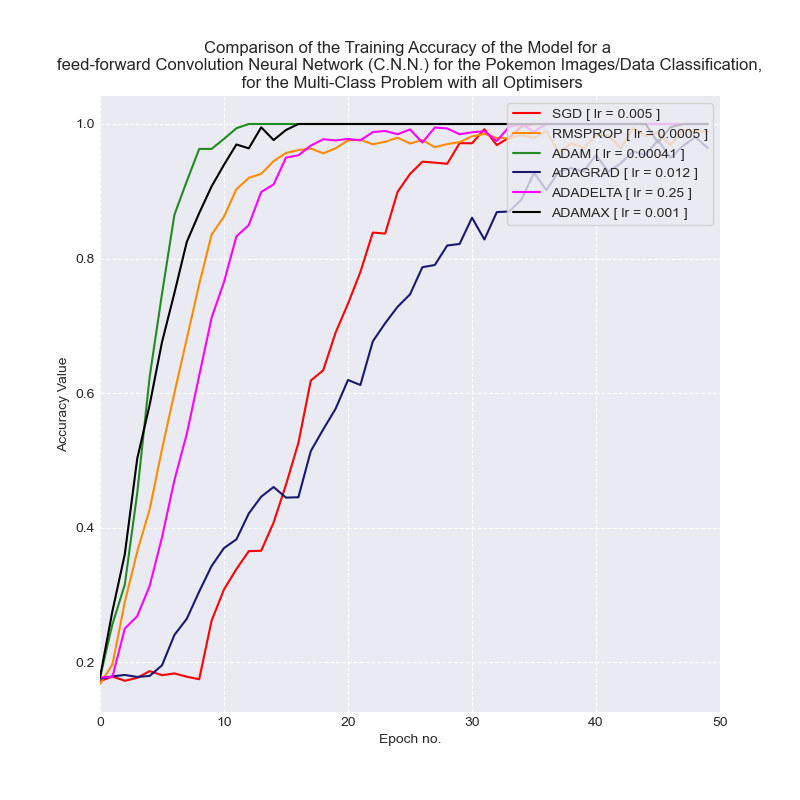 Comparison of the Training Accuracy of the Model for a
feed-forward Convolution Neural Network (C.N.N.) for the Pokemon Images/Data Classification,
for the Multi-Class Problem with all Optimisers
1.0
0.8
0.6
0.4
0.2
Accuracy Value
SGD [ lr = 0.005 ]
RMSPROP [ lr = 0.0005 ]
ADAM [ lr = 0.00041 ]
ADAGRAD [ lr = 0.012 ]
ADADELTA [ lr = 0.25 ]
ADAMAX [ lr = 0.001 ]
0 10 20 30 40 50
Epoch no.